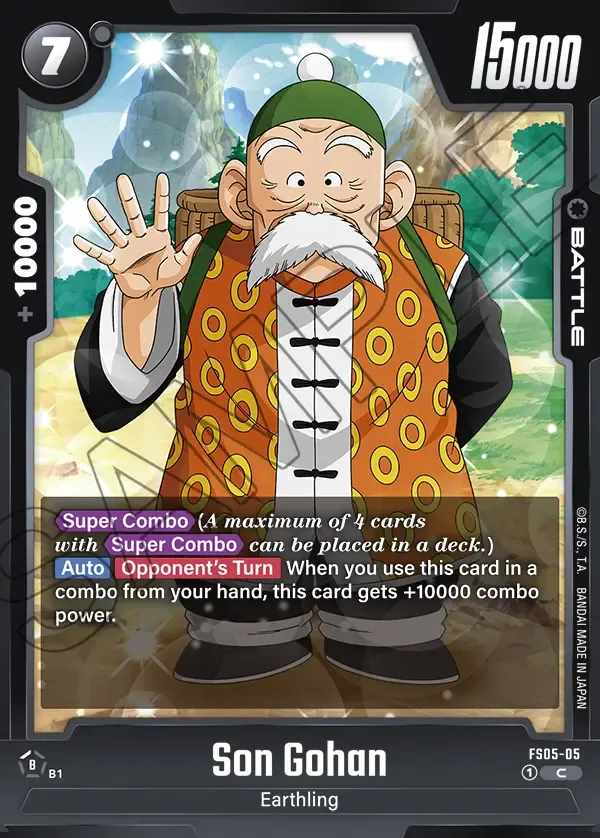 7
15000
+10000
BATTLE
SAMPLE
Super Combo (A maximum of 4 cards
with Super Combo can be placed in a deck.)
Auto Opponent's Turn When you use this card in a
combo from your hand, this card gets +10000 combo
power.
©B.S./S., T.A. BANDAI MADE IN JAPAN
B B1
Son Gohan
FS05-05
1 C
Earthling